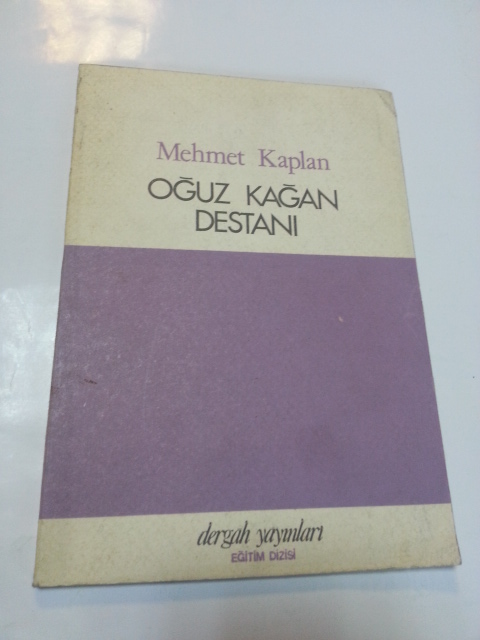 Mehmet Kaplan
OĞUZ KAĞAN
DESTANI
dergah yayınları
EĞİTİM DİZİSİ